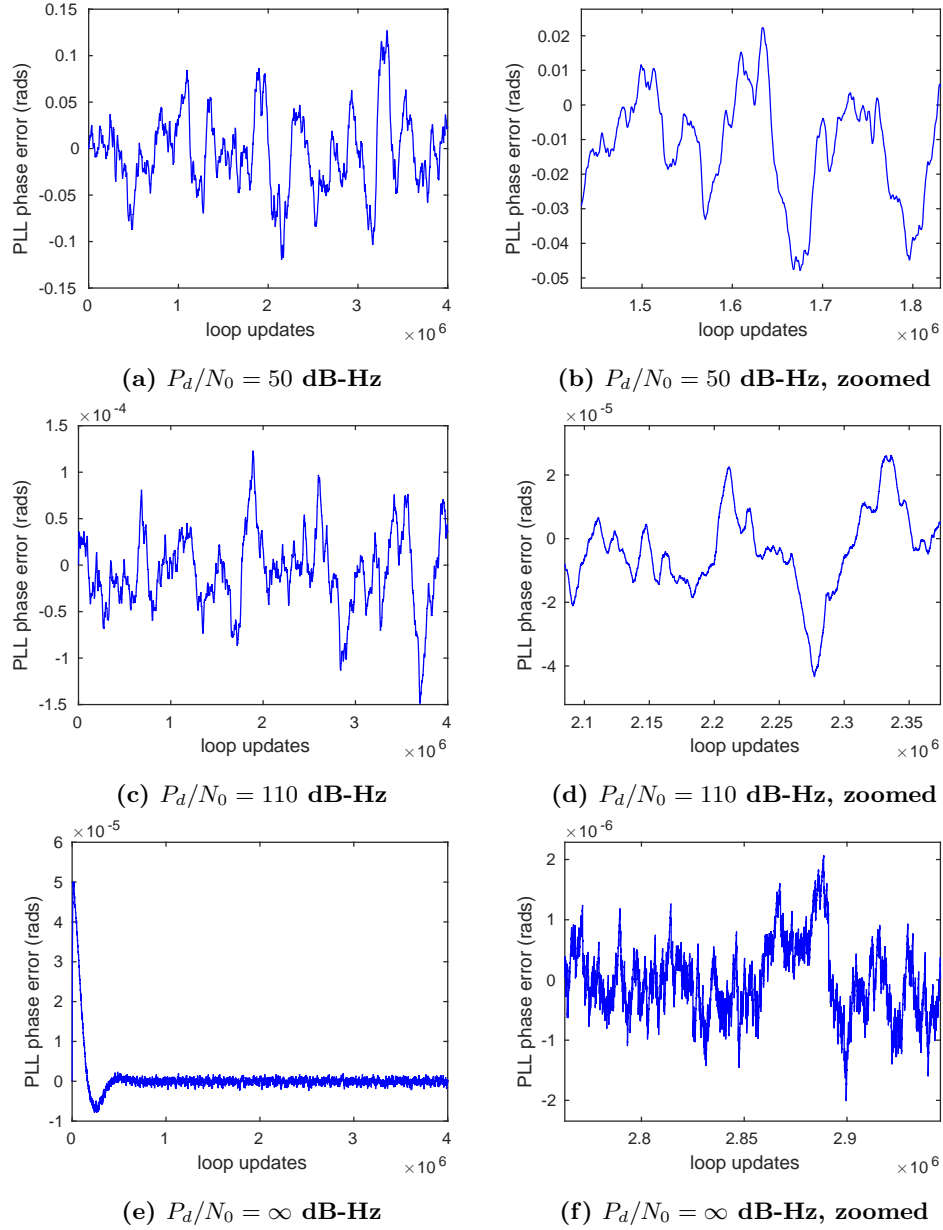 0.15
0.1
0.05
0
-0.05
-0.1
-0.15
PLL phase error (rads)
0 1 2 3 4
loop updates
×10 6
(a) P_d/N_0 = 50 dB-Hz
0.02
0.01
0
-0.01
-0.02
-0.03
-0.04
-0.05
PLL phase error (rads)
1.5 1.6 1.7 1.8
loop updates
×10 6
(b) P_d/N_0 = 50 dB-Hz, zoomed
×10 -4
1.5
1
0.5
0
-0.5
-1
-1.5
PLL phase error (rads)
0 1 2 3 4
loop updates
×10 6
(c) P_d/N_0 = 110 dB-Hz
×10 -5
2
0
-2
-4
PLL phase error (rads)
2.1 2.15 2.2 2.25 2.3 2.35
loop updates
×10 6
(d) P_d/N_0 = 110 dB-Hz, zoomed
×10 -5
6
5
4
3
2
1
0
-1
PLL phase error (rads)
0 1 2 3 4
loop updates
×10 6
(e) P_d/N_0 = ∞ dB-Hz
×10 -6
2
1
0
-1
-2
PLL phase error (rads)
2.8 2.85 2.9
loop updates
×10 6
(f) P_d/N_0 = ∞ dB-Hz, zoomed